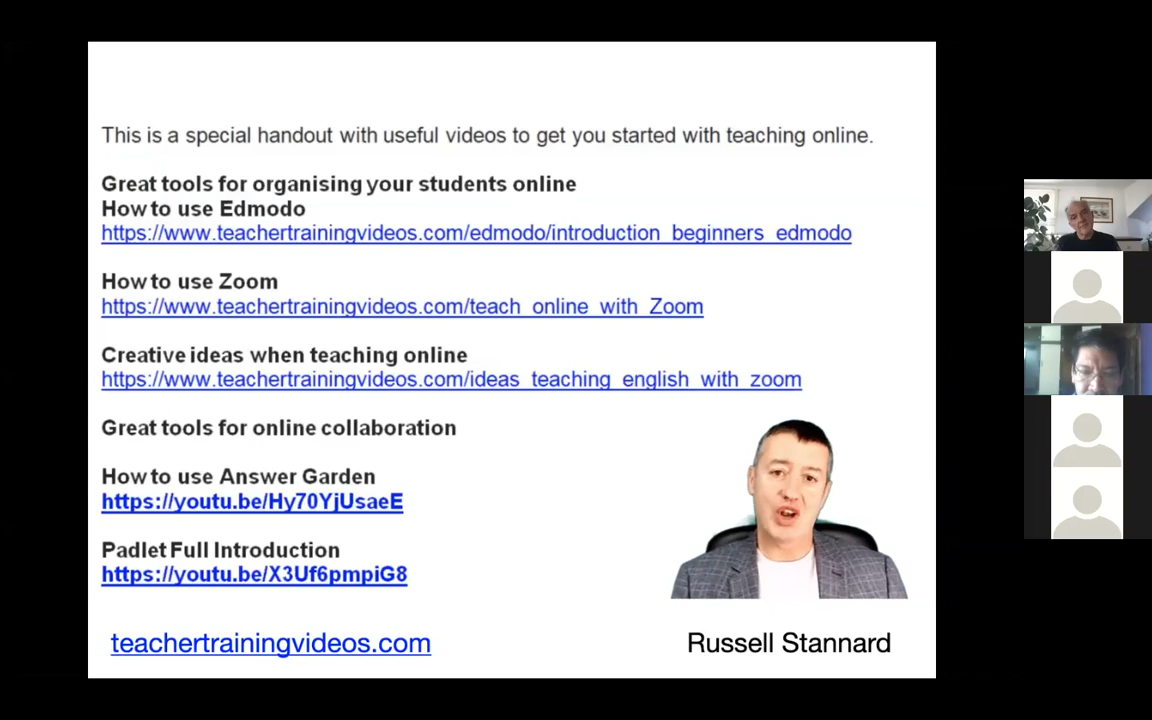 This is a special handout with useful videos to get you started with teaching online.
Great tools for organising your students online
How to use Edmodo
https://www.teachertrainingvideos.com/edmodo/introduction_beginners_edmodo
How to use Zoom
https://www.teachertrainingvideos.com/teach_online_with_Zoom
Creative ideas when teaching online
https://www.teachertrainingvideos.com/ideas_teaching_english_with_zoom
Great tools for online collaboration
How to use Answer Garden
https://youtu.be/Hy70YjUsaeE
Padlet Full Introduction
https://youtu.be/X3Uf6pmpiG8
teachertrainingvideos.com
Russell Stannard